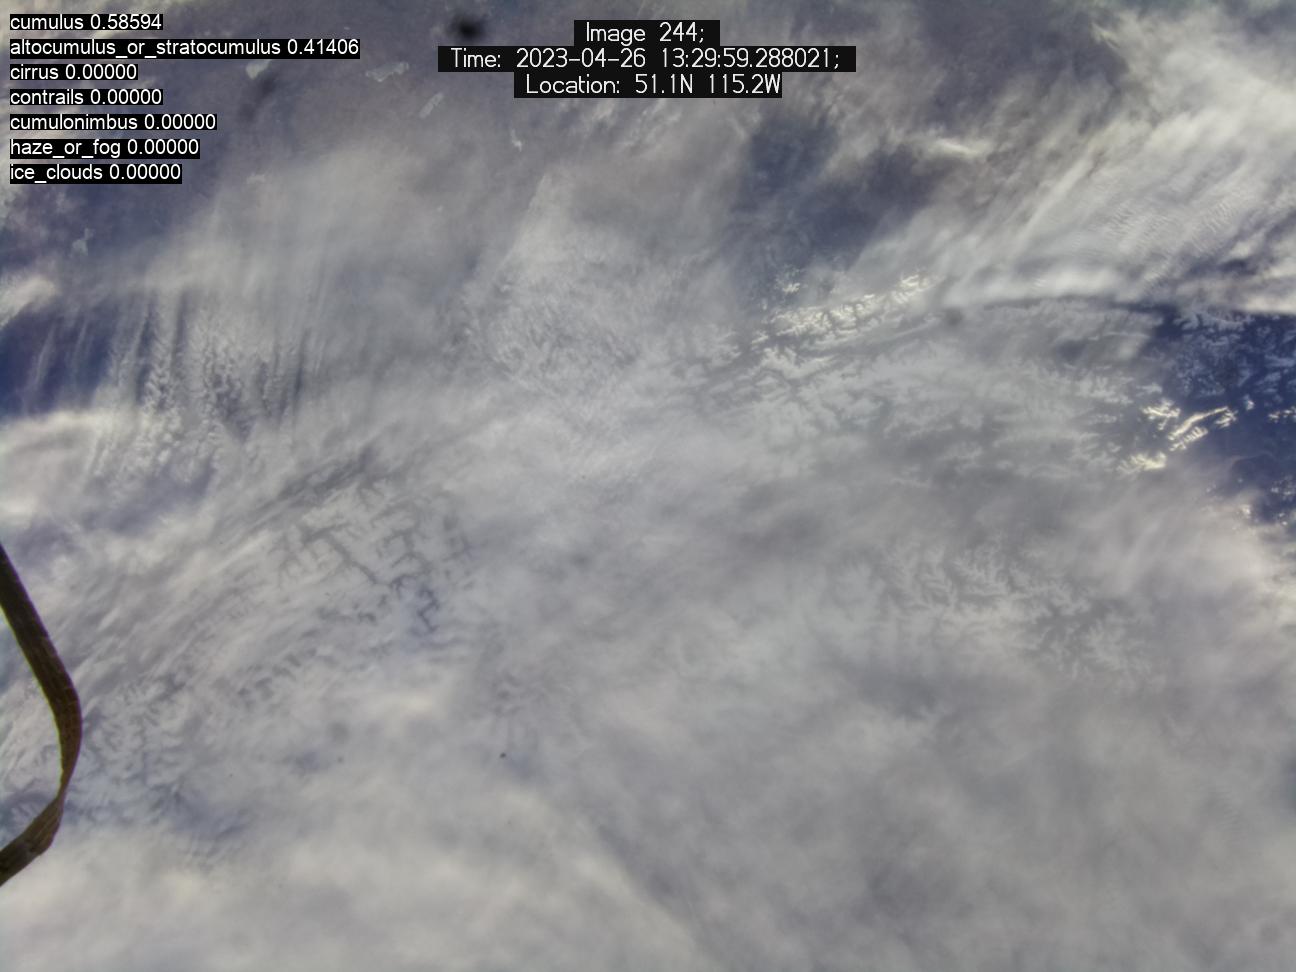 cumulus 0.58594
altocumulus_or_stratocumulus 0.41406
cirrus 0.00000
contrails 0.00000
cumulonimbus 0.00000
haze_or_fog 0.00000
ice_clouds 0.00000
Image 244;
Time: 2023-04-26 13:29:59.288021;
Location: 51.1N 115.2W